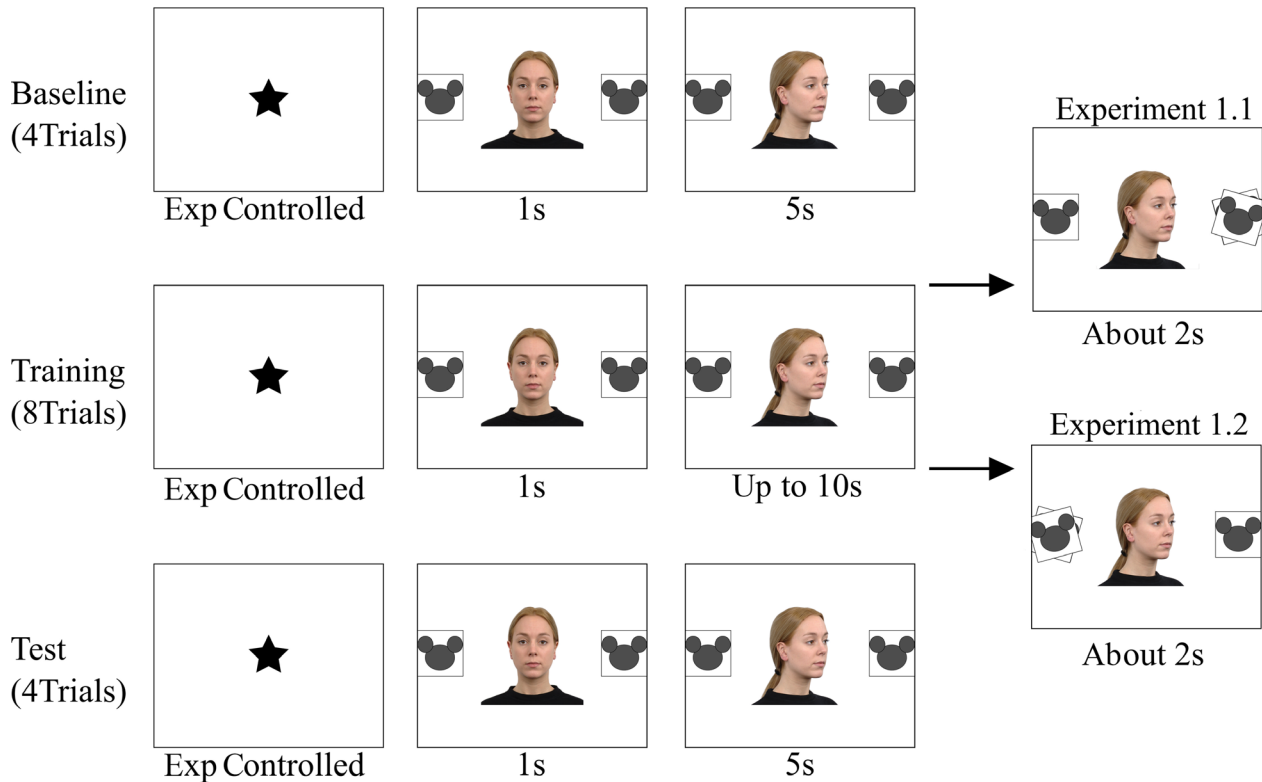 Baseline
(4Trials)
Exp Controlled
1s
5s
Experiment 1.1
About 2s
Training
(8Trials)
Exp Controlled
1s
Up to 10s
Experiment 1.2
About 2s
Test
(4Trials)
Exp Controlled
1s
5s